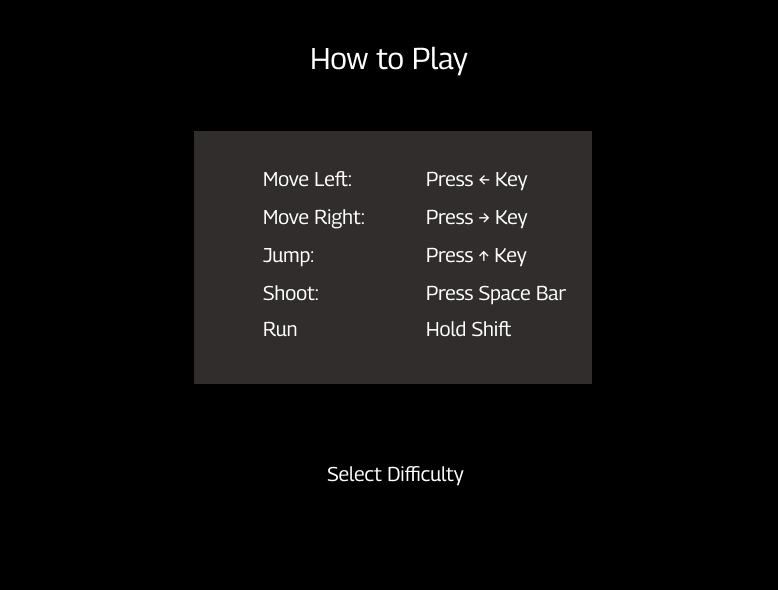 How to Play
Move Left: Press ← Key
Move Right: Press → Key
Jump: Press ↑ Key
Shoot: Press Space Bar
Run Hold Shift
Select Difficulty